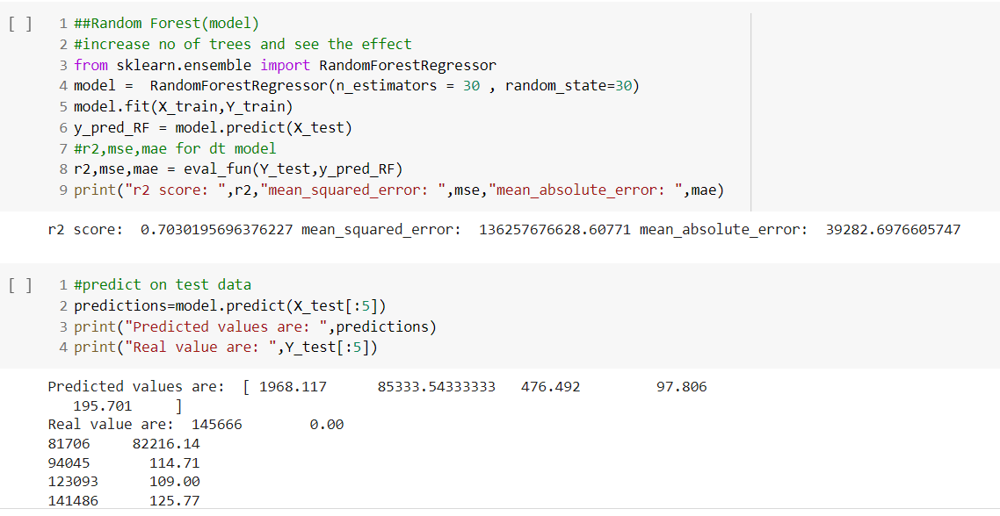 [ ] 1 ##Random Forest(model)
2 #increase no of trees and see the effect
3 from sklearn.ensemble import RandomForestRegressor
4 model =  RandomForestRegressor(n_estimators = 30 , random_state=30)
5 model.fit(X_train,Y_train)
6 y_pred_RF = model.predict(X_test)
7 #r2,mse,mae for dt model
8 r2,mse,mae = eval_fun(Y_test,y_pred_RF)
9 print("r2 score: ",r2,"mean_squared_error: ",mse,"mean_absolute_error: ",mae)
r2 score:  0.7030195696376227 mean_squared_error:  136257676628.60771 mean_absolute_error:  39282.6976605747
[ ] 1 #predict on test data
2 predictions=model.predict(X_test[:5])
3 print("Predicted values are: ",predictions)
4 print("Real value are: ",Y_test[:5])
Predicted values are:  [ 1968.117      85333.54333333   476.492         97.806
   195.701     ]
Real value are:  145666        0.00
81706     82216.14
94045       114.71
123093      109.00
141486      125.77